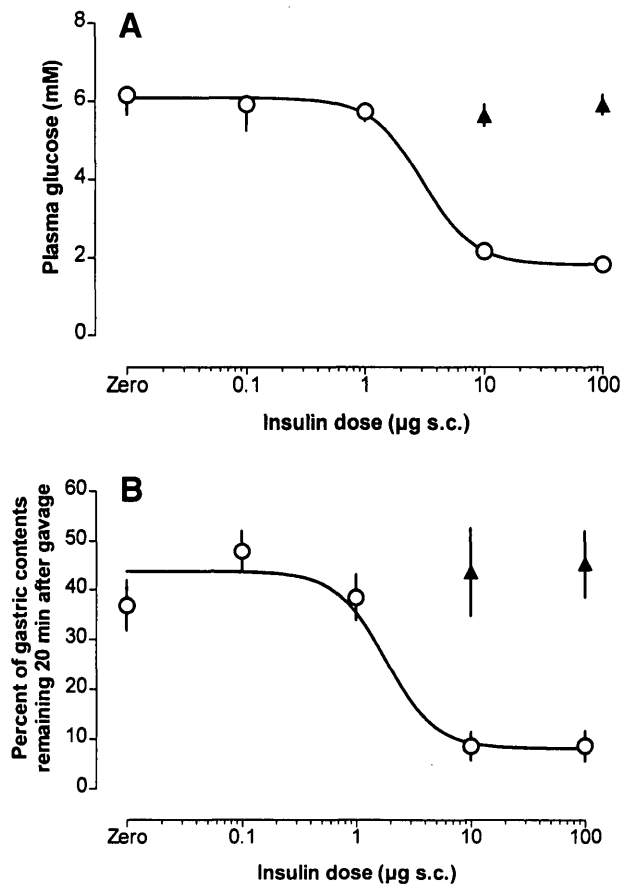 A
8
6
4
2
0
Plasma glucose (mM)
Zero 0.1 1 10 100
Insulin dose (µg s.c.)
B
60
50
40
30
20
10
0
Percent of gastric contents
remaining 20 min after gavage
Zero 0.1 1 10 100
Insulin dose (µg s.c.)